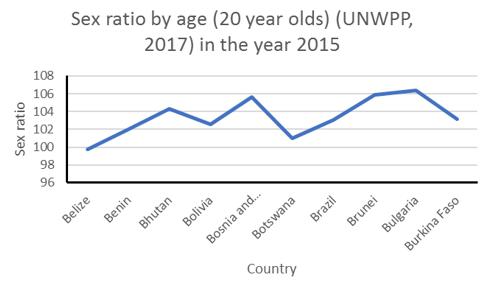 Sex ratio by age (20 year olds) (UNWPP,
2017) in the year 2015
108
106
104
102
100
98
96
Sex ratio
Belize
Benin
Bhutan
Bolivia
Bosnia and...
Botswana
Brazil
Brunei
Bulgaria
Burkina Faso
Country